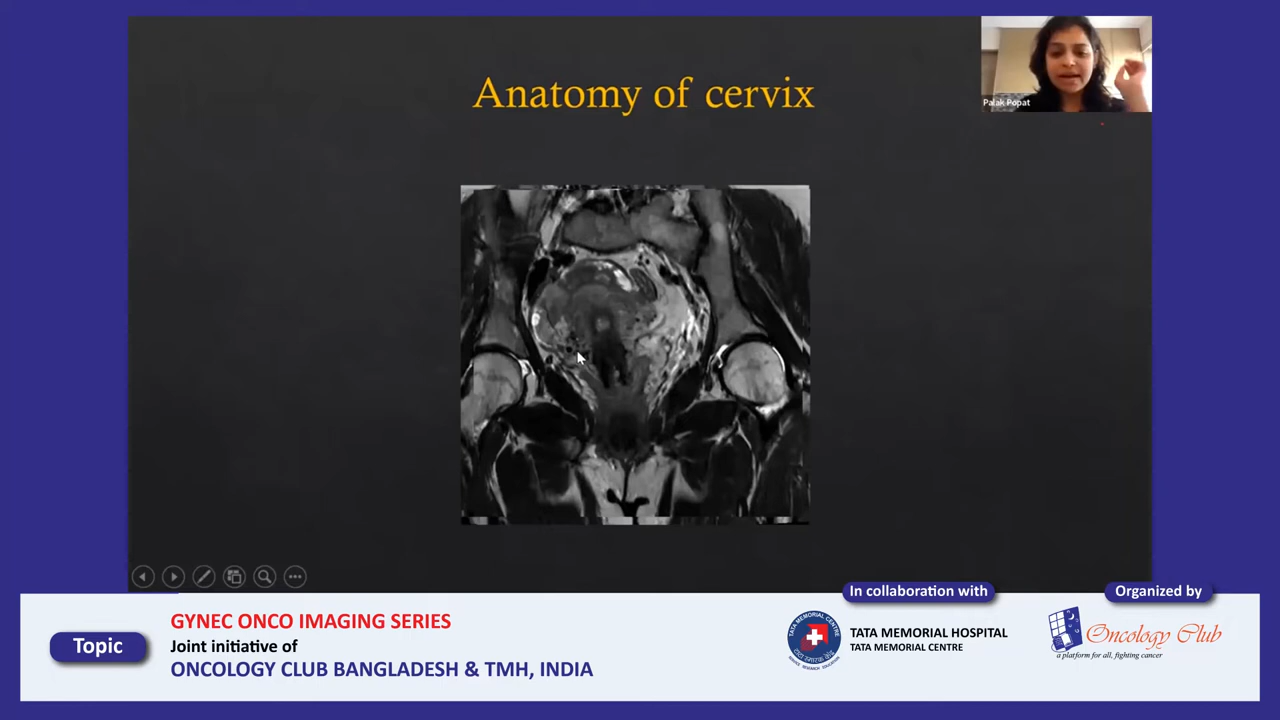 Anatomy of cervix
Palak Popat
Topic
GYNEC ONCO IMAGING SERIES
Joint initiative of
ONCOLOGY CLUB BANGLADESH & TMH, INDIA
In collaboration with
TATA MEMORIAL HOSPITAL
TATA MEMORIAL CENTRE
Organized by
Oncology Club
a platform for all, fighting cancer